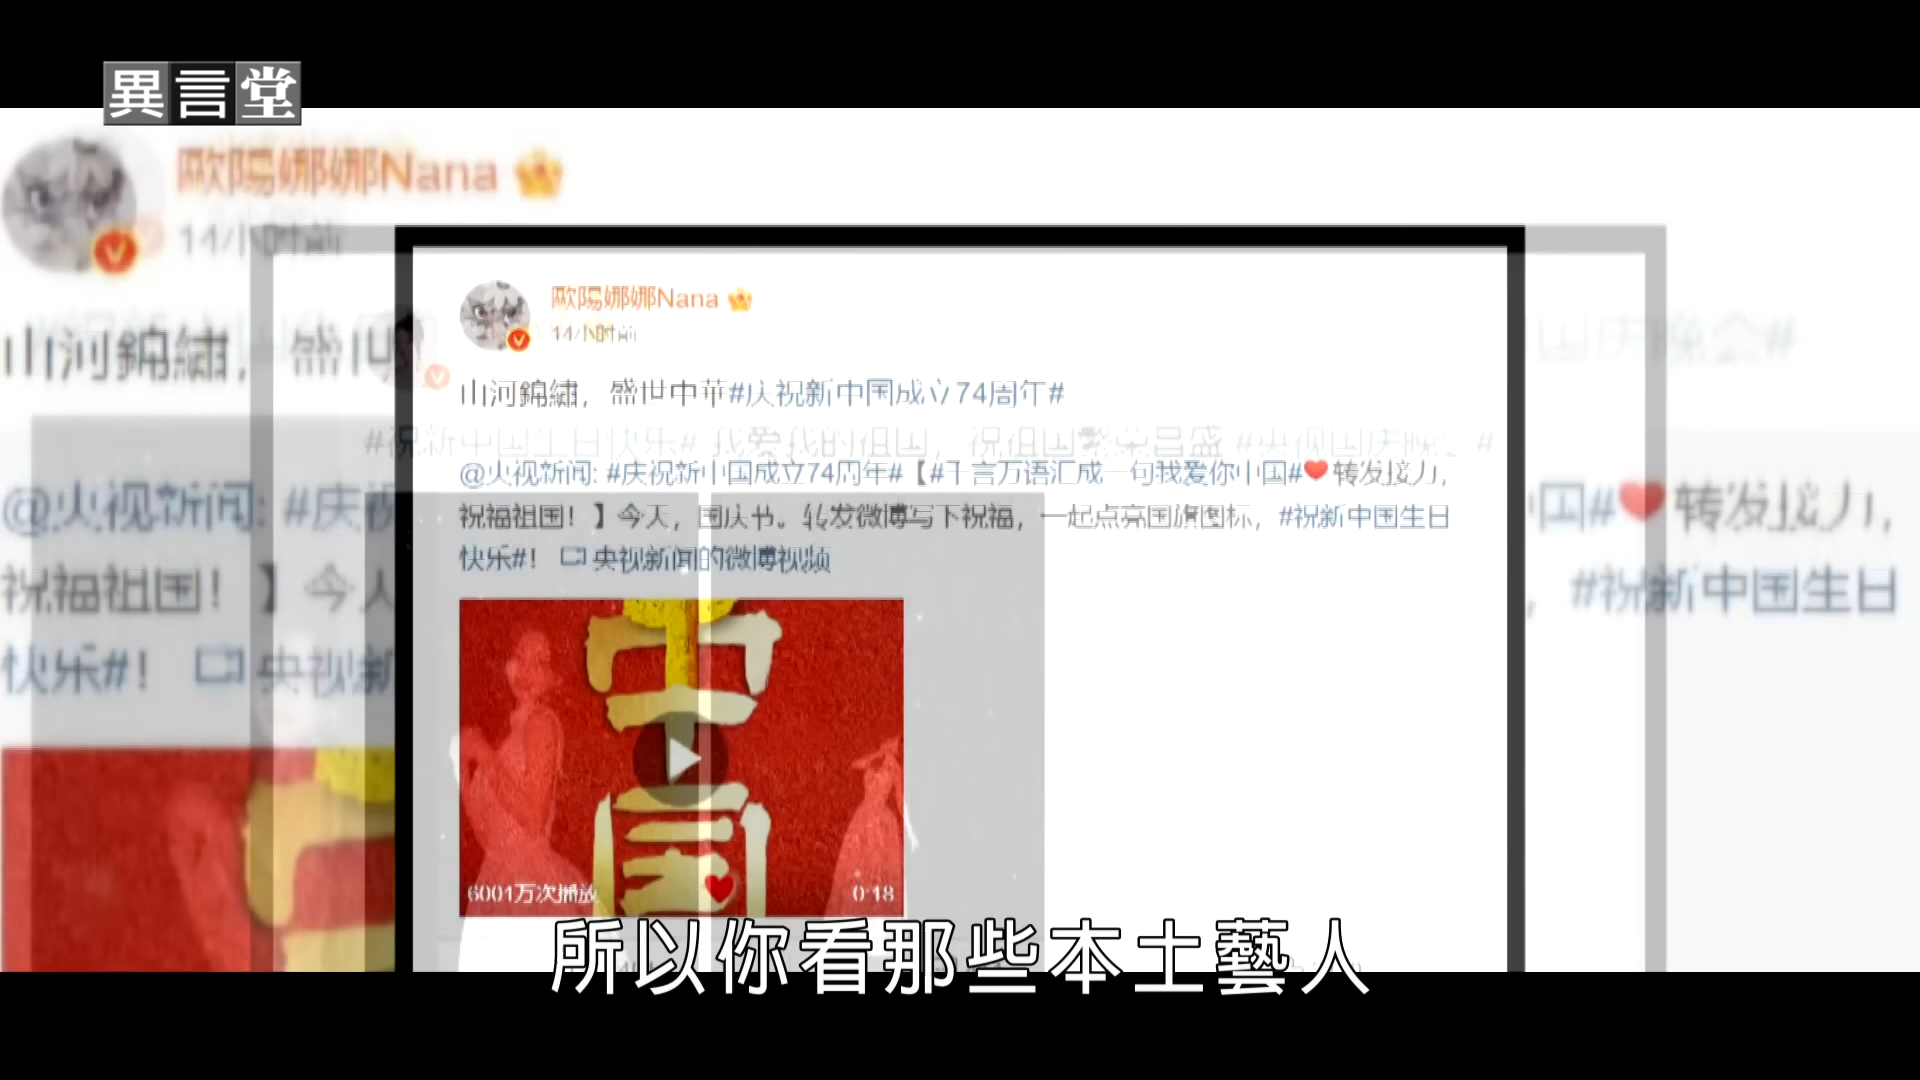 異言堂
歐陽娜娜Nana
14小时前
山河錦繡，盛世中華#庆祝新中国成立74周年#
#祝新中国生日快乐# 我爱我的祖国，祝祖国繁荣昌盛 #央视国庆晚会#
@央视新闻: #庆祝新中国成立74周年#【#千言万语汇成一句我爱你中国#❤转发接力，
祝福祖国！】今天，国庆节。转发微博写下祝福，一起点亮国旗图标，#祝新中国生日
快乐#！ 央视新闻的微博视频
中国
6001万次播放
0:18
所以你看那些本土藝人